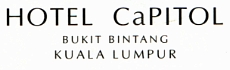 HOTEL CaPITOL
BUKIT BINTANG
KUALA LUMPUR